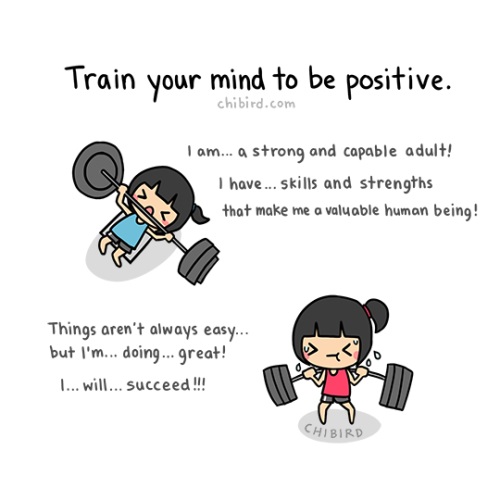 Train your mind to be positive.
chibird.com
I am... a strong and capable adult!
I have... skills and strengths
that make me a valuable human being!
Things aren't always easy...
but I'm... doing... great!
I... will... succeed!!!
CHIBIRD